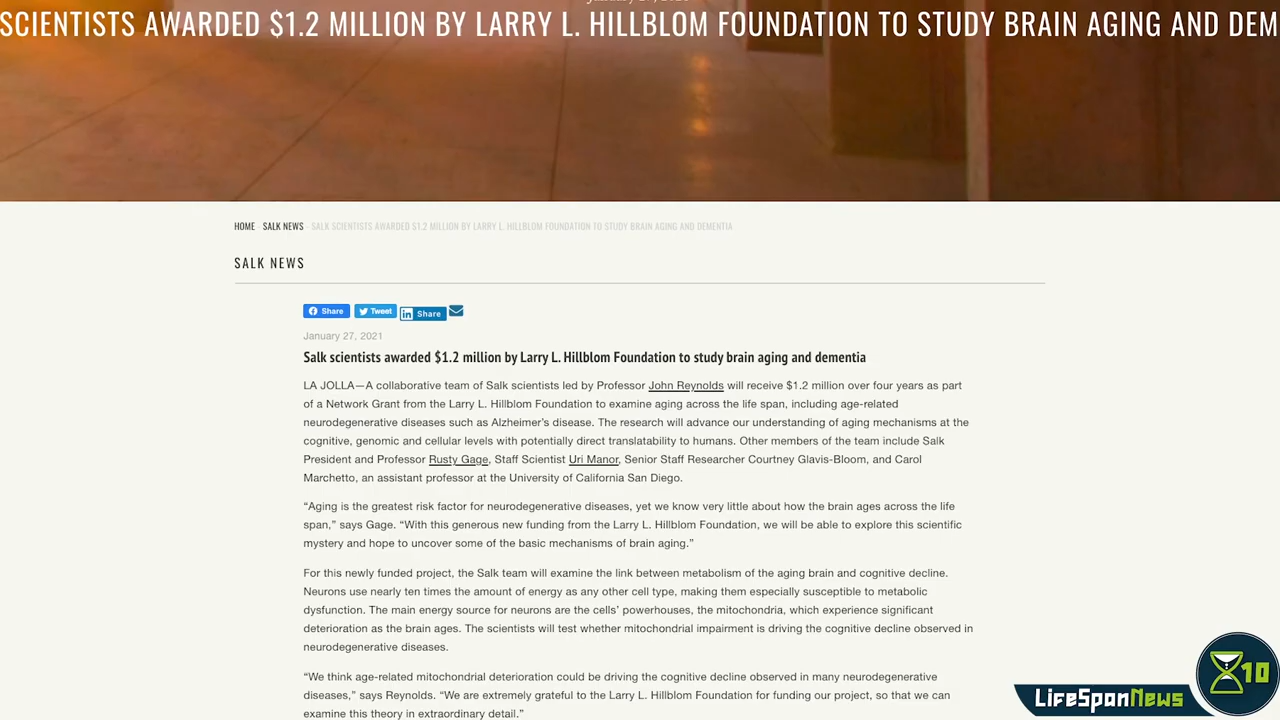 SCIENTISTS AWARDED $1.2 MILLION BY LARRY L. HILLBLOM FOUNDATION TO STUDY BRAIN AGING AND DEM
HOME SALK NEWS SALK SCIENTISTS AWARDED $1.2 MILLION BY LARRY L. HILLBLOM FOUNDATION TO STUDY BRAIN AGING AND DEMENTIA
SALK NEWS
Share Tweet Share
January 27, 2021
Salk scientists awarded $1.2 million by Larry L. Hillblom Foundation to study brain aging and dementia
LA JOLLA—A collaborative team of Salk scientists led by Professor John Reynolds will receive $1.2 million over four years as part
of a Network Grant from the Larry L. Hillblom Foundation to examine aging across the life span, including age-related
neurodegenerative diseases such as Alzheimer's disease. The research will advance our understanding of aging mechanisms at the
cognitive, genomic and cellular levels with potentially direct translatability to humans. Other members of the team include Salk
President and Professor Rusty Gage, Staff Scientist Uri Manor, Senior Staff Researcher Courtney Glavis-Bloom, and Carol
Marchetto, an assistant professor at the University of California San Diego.
“Aging is the greatest risk factor for neurodegenerative diseases, yet we know very little about how the brain ages across the life
span,” says Gage. “With this generous new funding from the Larry L. Hillblom Foundation, we will be able to explore this scientific
mystery and hope to uncover some of the basic mechanisms of brain aging.”
For this newly funded project, the Salk team will examine the link between metabolism of the aging brain and cognitive decline.
Neurons use nearly ten times the amount of energy as any other cell type, making them especially susceptible to metabolic
dysfunction. The main energy source for neurons are the cells' powerhouses, the mitochondria, which experience significant
deterioration as the brain ages. The scientists will test whether mitochondrial impairment is driving the cognitive decline observed in
neurodegenerative diseases.
“We think age-related mitochondrial deterioration could be driving the cognitive decline observed in many neurodegenerative
diseases,” says Reynolds. “We are extremely grateful to the Larry L. Hillblom Foundation for funding our project, so that we can
examine this theory in extraordinary detail.”
LifeSpanNews
10